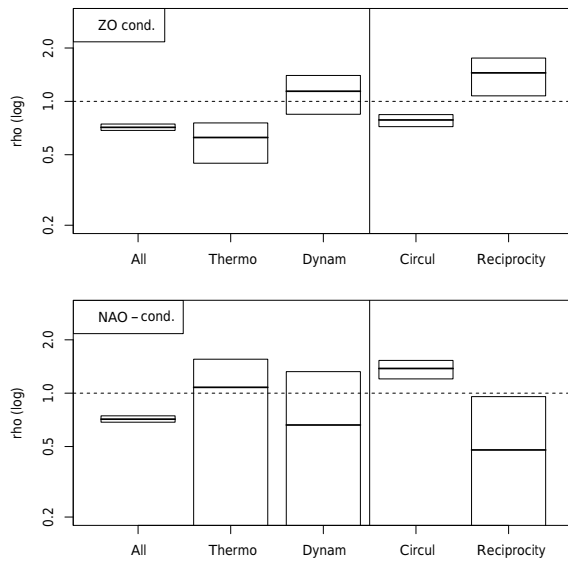 ZO cond.
rho (log)
2.0
1.0
0.5
0.2
All Thermo Dynam Circul Reciprocity
NAO – cond.
rho (log)
2.0
1.0
0.5
0.2
All Thermo Dynam Circul Reciprocity